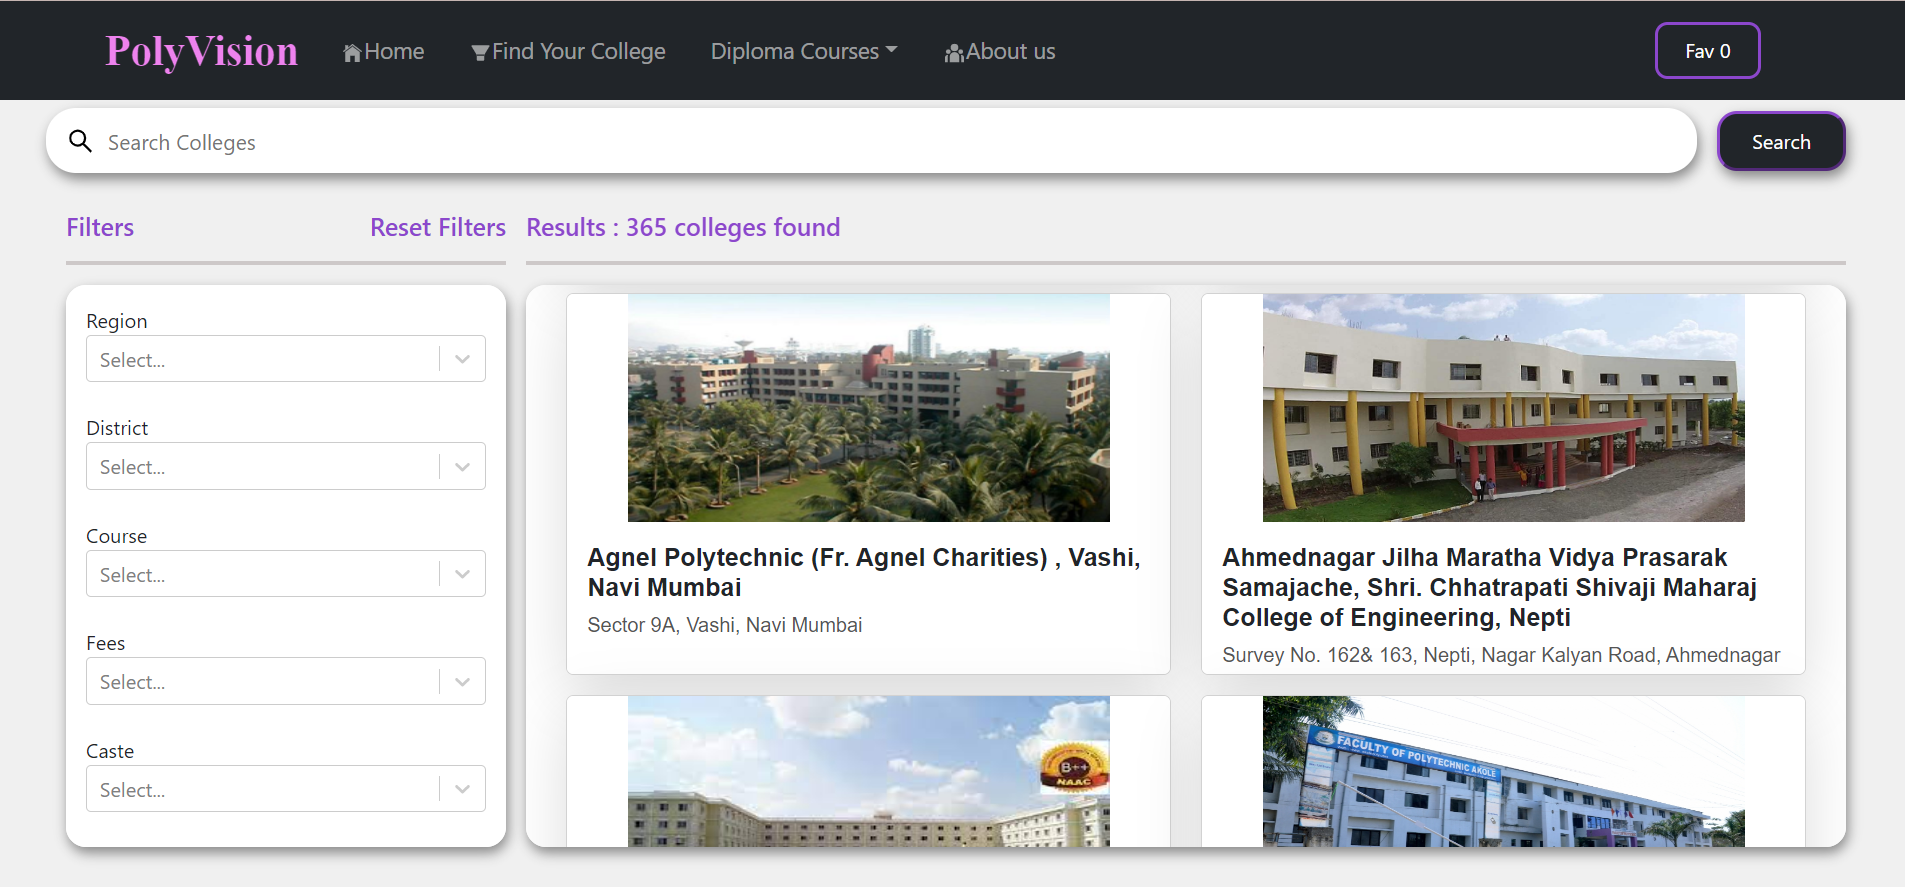 PolyVision
Home
Find Your College
Diploma Courses
About us
Fav 0
Search Colleges
Search
Filters
Reset Filters
Results : 365 colleges found
Region
Select...
District
Select...
Course
Select...
Fees
Select...
Caste
Select...
Agnel Polytechnic (Fr. Agnel Charities) , Vashi,
Navi Mumbai
Sector 9A, Vashi, Navi Mumbai
Ahmednagar Jilha Maratha Vidya Prasarak
Samajache, Shri. Chhatrapati Shivaji Maharaj
College of Engineering, Nepti
Survey No. 162& 163, Nepti, Nagar Kalyan Road, Ahmednagar
B++
NAAC
FACULTY OF POLYTECHNIC AKOLE